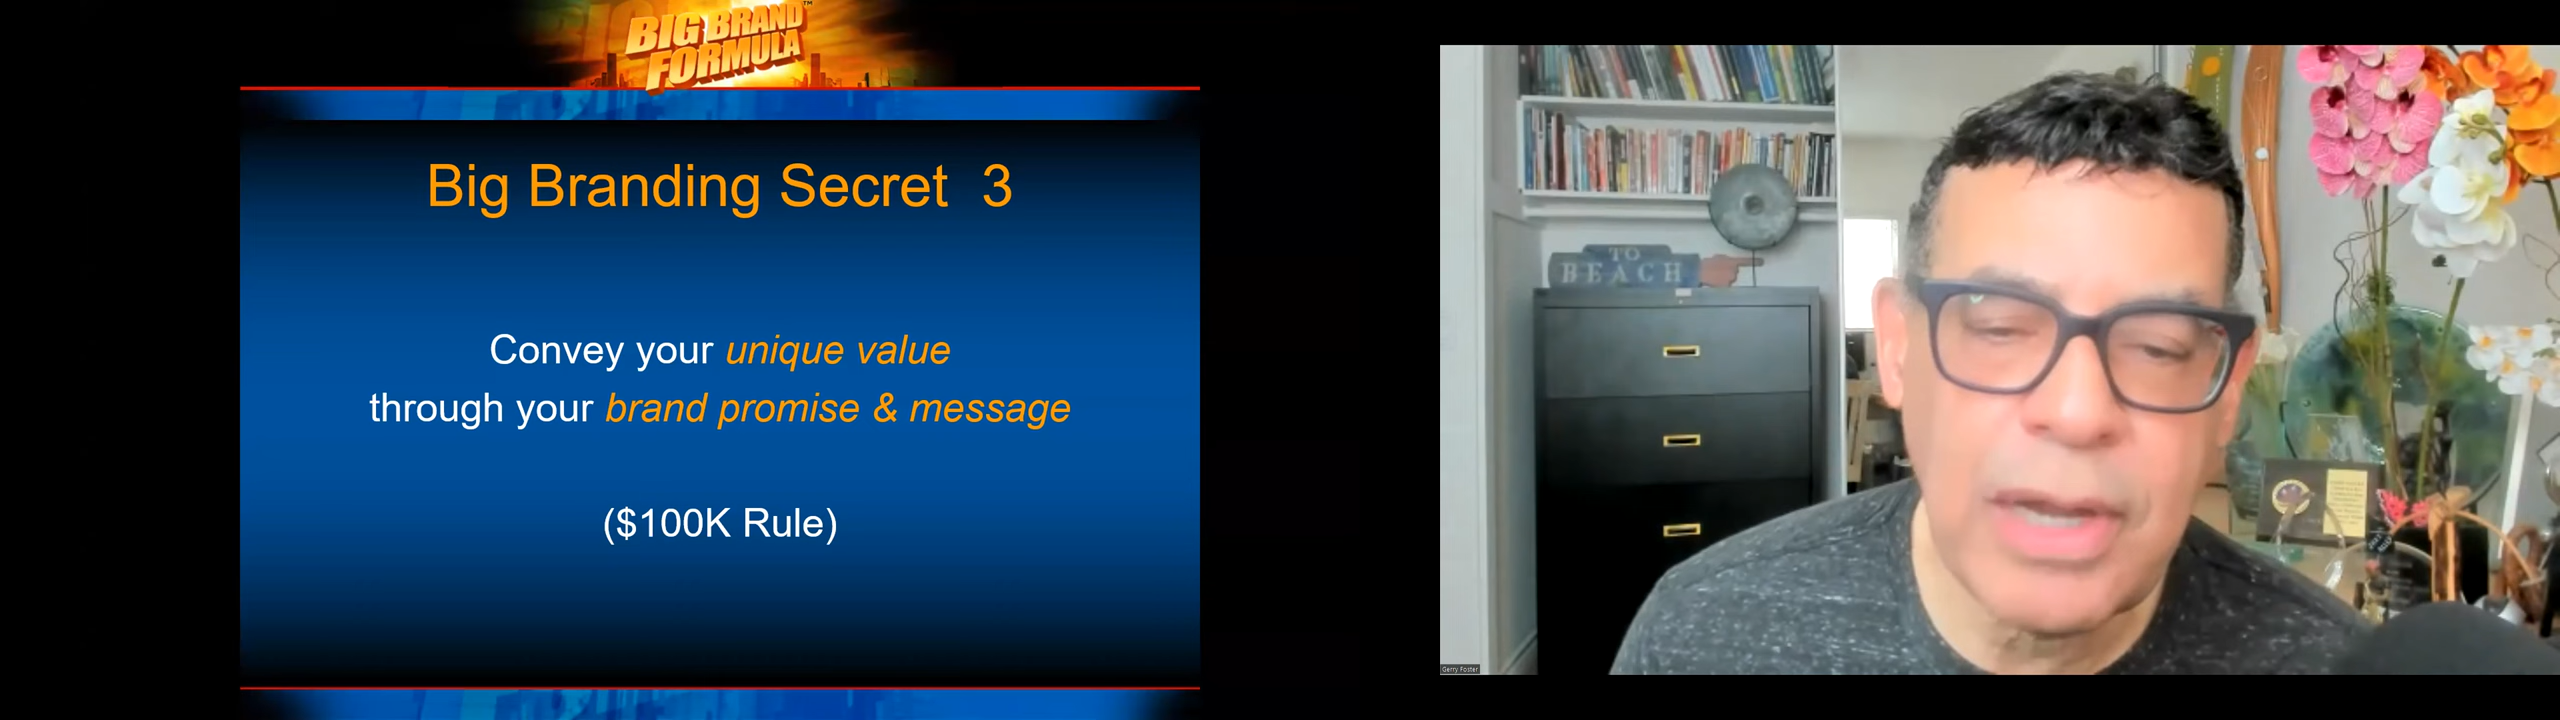 BIG BRAND
FORMULA™
Big Branding Secret 3
Convey your unique value
through your brand promise & message
($100K Rule)
TO
BEACH
Gerry Foster